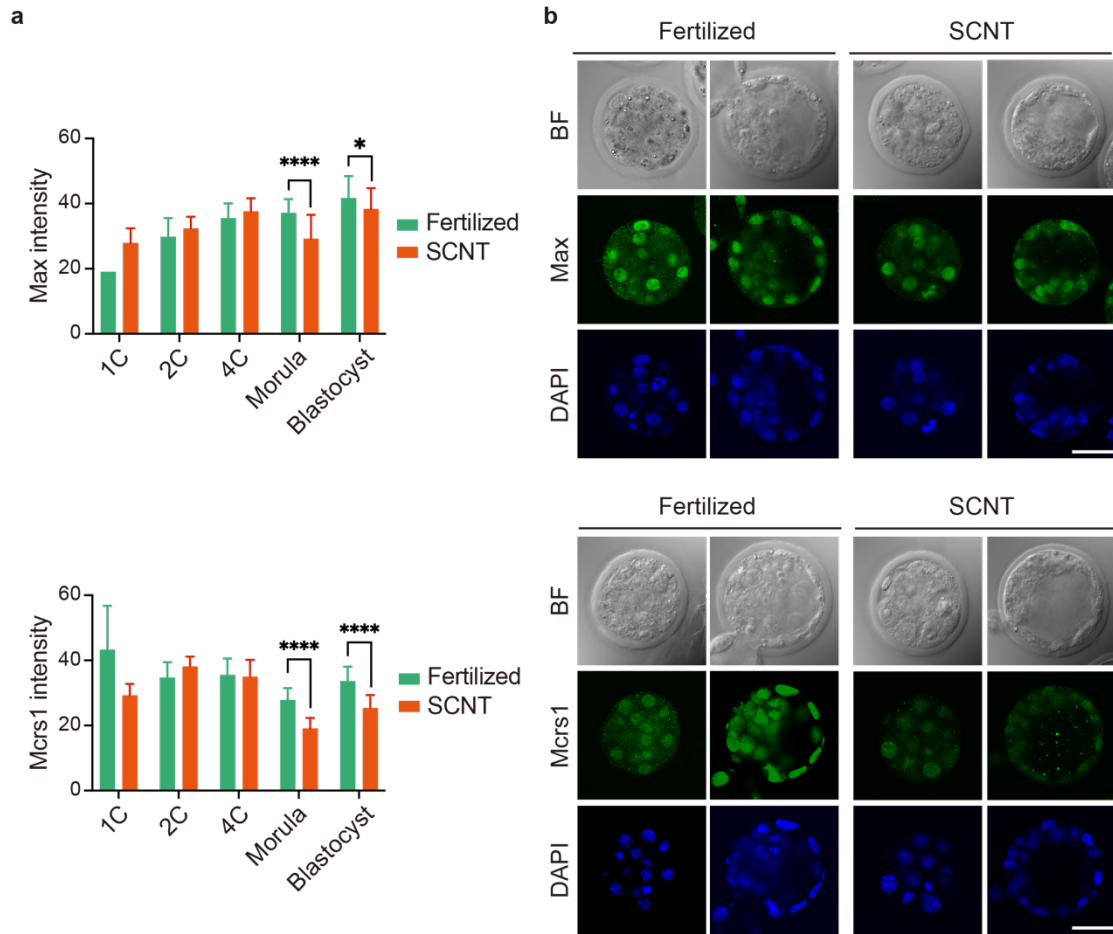 a
60
40
20
0
Max intensity
****
*
Fertilized
SCNT
1C
2C
4C
Morula
Blastocyst
60
40
20
0
Mcrs1 intensity
****
****
Fertilized
SCNT
1C
2C
4C
Morula
Blastocyst
b
Fertilized SCNT
BF
Max
DAPI
Fertilized SCNT
BF
Mcrs1
DAPI